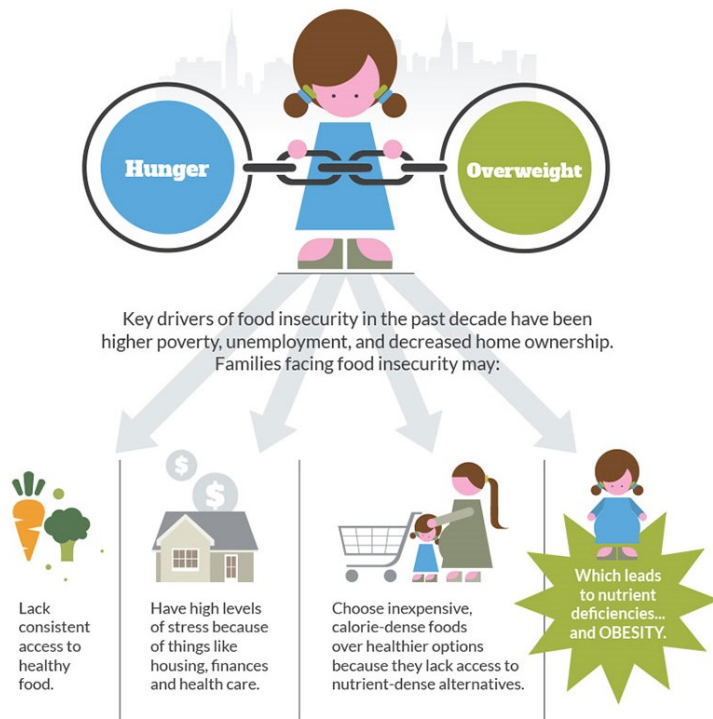 Hunger
Overweight
Key drivers of food insecurity in the past decade have been
higher poverty, unemployment, and decreased home ownership.
Families facing food insecurity may:
$
$
Lack
consistent
access to
healthy
food.
Have high levels
of stress because
of things like
housing, finances
and health care.
Choose inexpensive,
calorie-dense foods
over healthier options
because they lack access to
nutrient-dense alternatives.
Which leads
to nutrient
deficiencies...
and OBESITY.